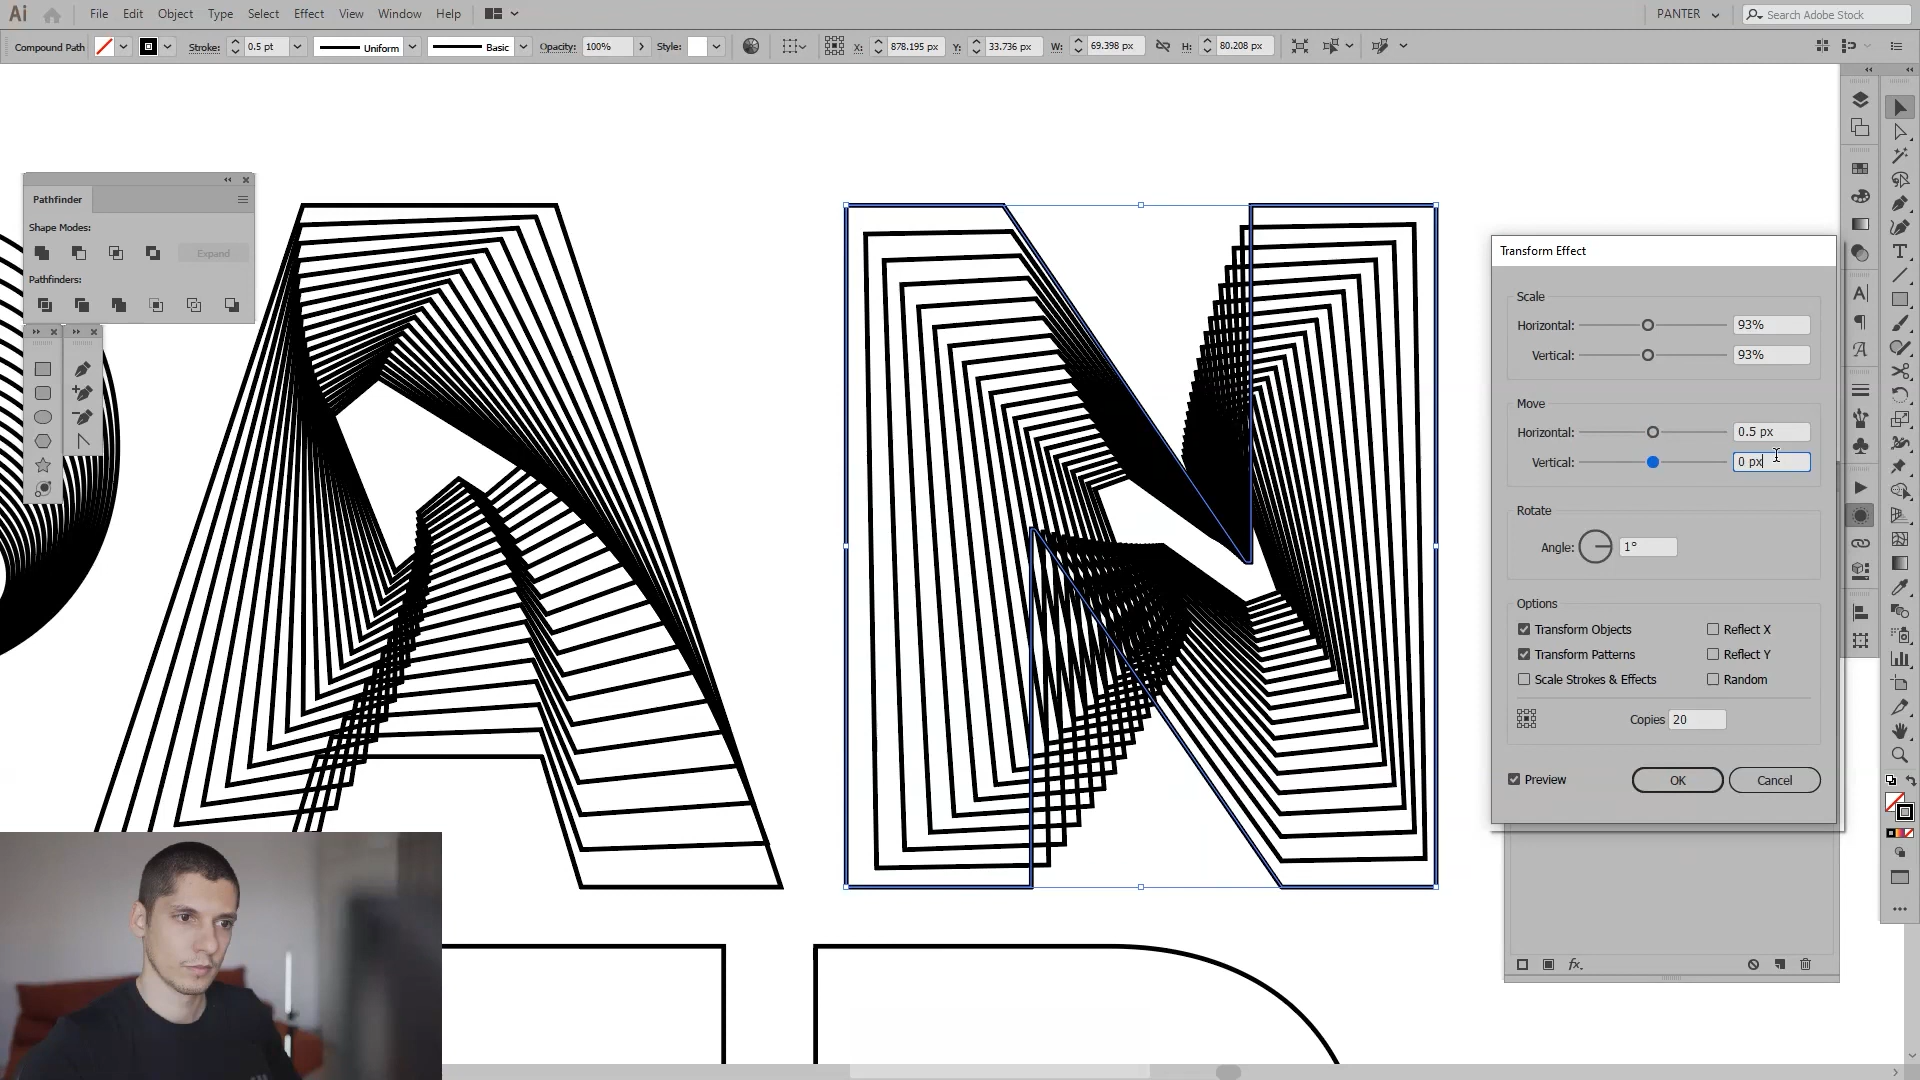 Ai File Edit Object Type Select Effect View Window Help PANTER Search Adobe Stock
Compound Path Stroke: 0.5 pt Uniform Basic Opacity: 100% Style: X: 878.195 px Y: 33.736 px W: 69.398 px H: 80.208 px
Pathfinder
Shape Modes:
Expand
Pathfinders:
AN
Transform Effect
Scale
Horizontal: 93%
Vertical: 93%
Move
Horizontal: 0.5 px
Vertical: 0 px
Rotate
Angle: 1°
Options
Transform Objects Reflect X
Transform Patterns Reflect Y
Scale Strokes & Effects Random
Copies 20
Preview OK Cancel
fx